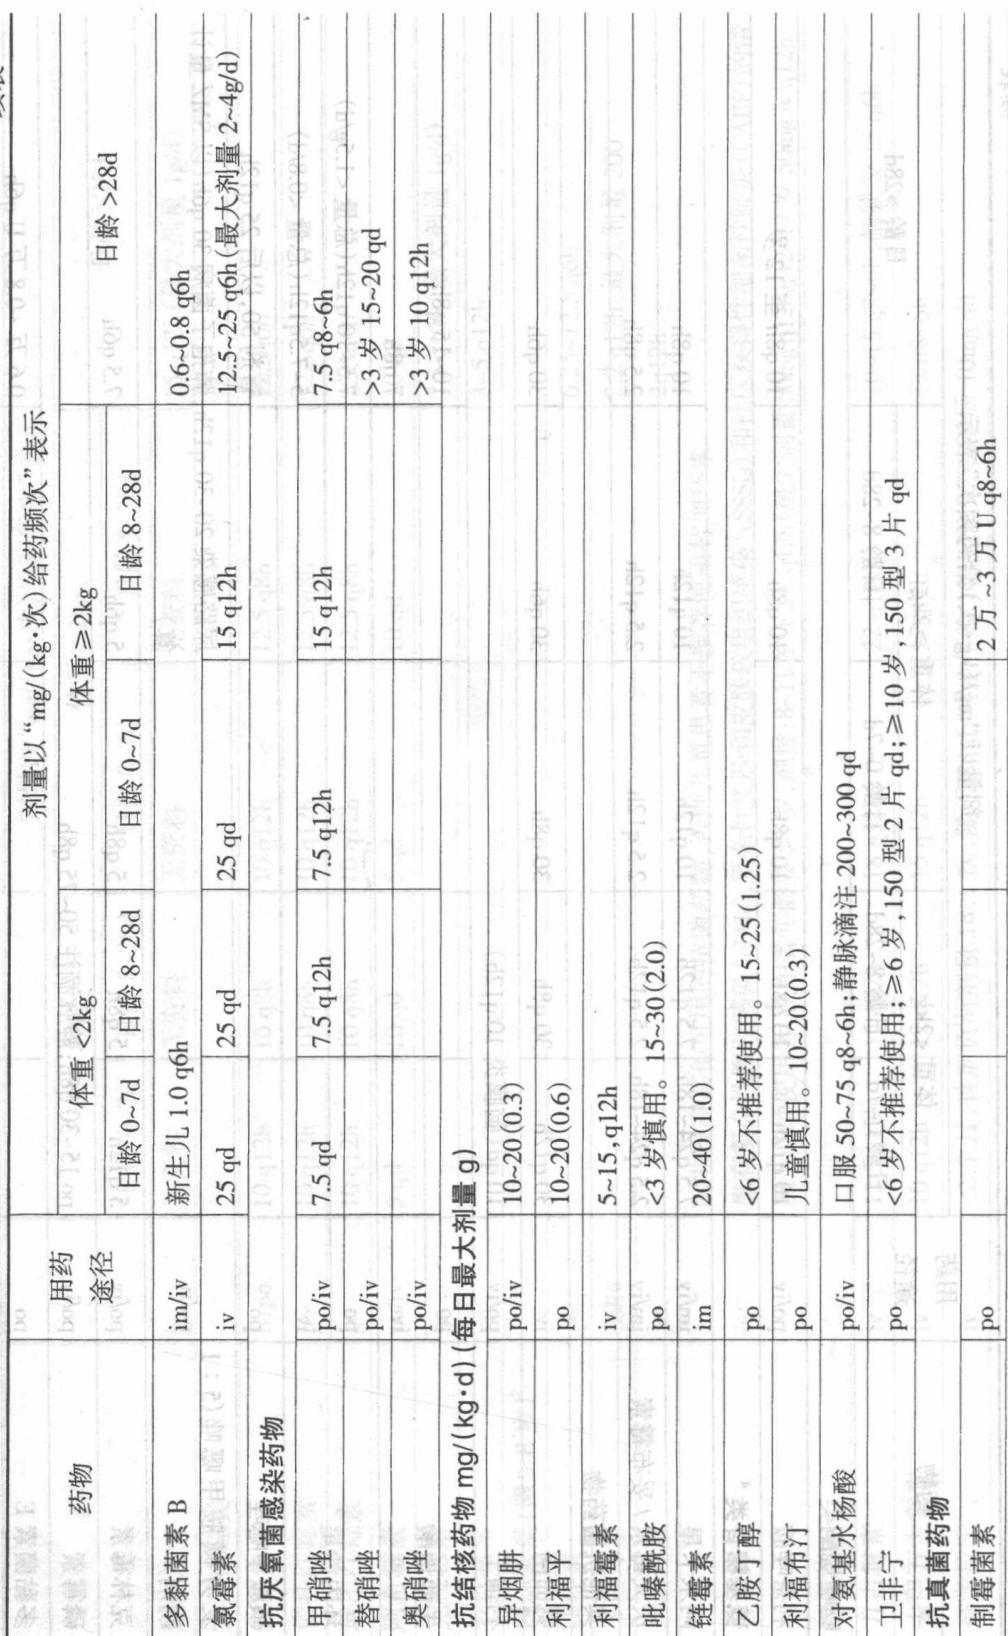 药物 用药途径 剂量以“mg/(kg·次)给药频次”表示
体重<2kg 体重≥2kg 日龄>28d
日龄 0~7d 日龄 8~28d 日龄 0~7d 日龄 8~28d
多黏菌素 B im/iv 新生儿 1.0 q6h 0.6~0.8 q6h
氯霉素 iv 25 qd 25 qd 25 qd 15 q12h 12.5~25 q6h(最大剂量 2~4g/d)
抗厌氧菌感染药物
甲硝唑 po/iv 7.5 qd 7.5 q12h 7.5 q12h 15 q12h 7.5 q8~6h
替硝唑 po/iv >3 岁 15~20 qd
奥硝唑 po/iv >3 岁 10 q12h
抗结核药物 mg/(kg·d)(每日最大剂量 g)
异烟肼 po/iv 10~20(0.3)
利福平 po 10~20(0.6)
利福霉素 iv 5~15,q12h
吡嗪酰胺 po <3 岁慎用。15~30(2.0)
链霉素 im 20~40(1.0)
乙胺丁醇 po <6 岁不推荐使用。15~25(1.25)
利福布汀 po 儿童慎用。10~20(0.3)
对氨基水杨酸 po/iv 口服 50~75 q8~6h;静脉滴注 200~300 qd
卫非宁 po <6 岁不推荐使用;≥6 岁,150 型 2 片 qd;≥10 岁,150 型 3 片 qd
抗真菌药物
制霉菌素 po 2 万~3 万 U q8~6h